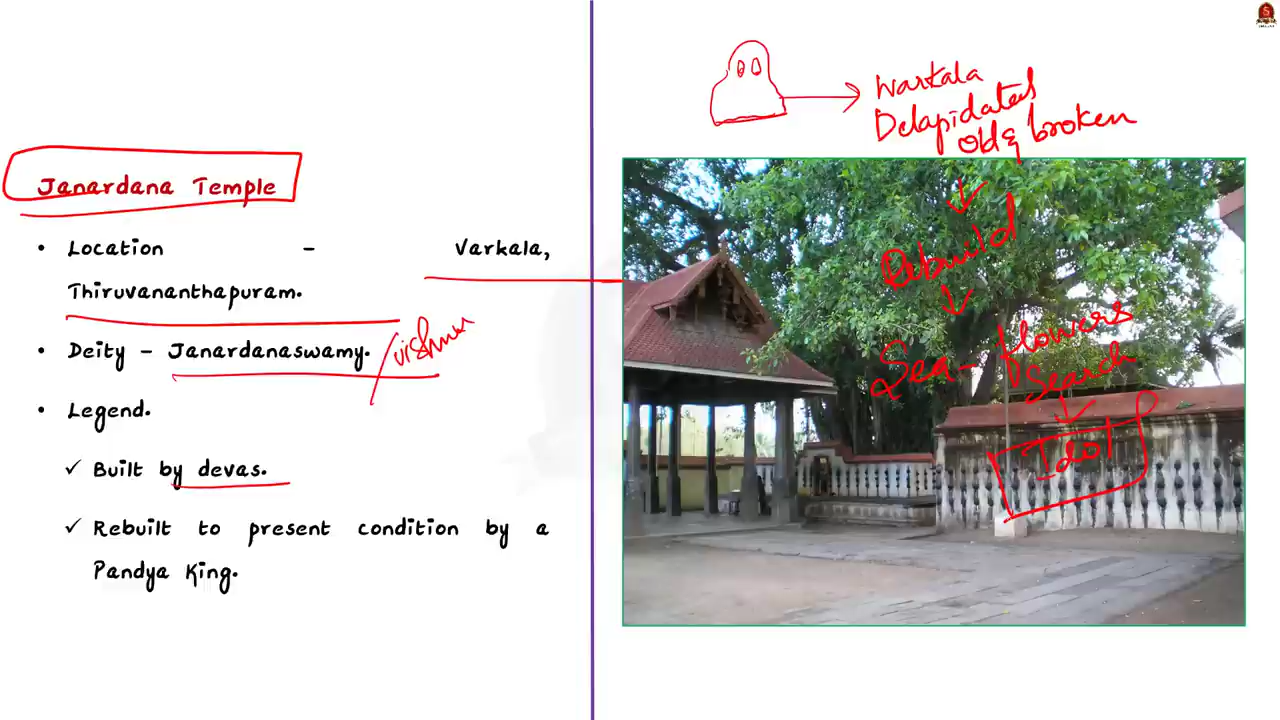 Janardana Temple
• Location - Varkala,
Thiruvananthapuram.
• Deity - Janardanaswamy. / vishnu
• Legend.
✓ Built by devas.
✓ Rebuilt to present condition by a
Pandya King.
Warkala
Delapidated
Old & broken
Rebuild
Sea - flowers
Search
Idol